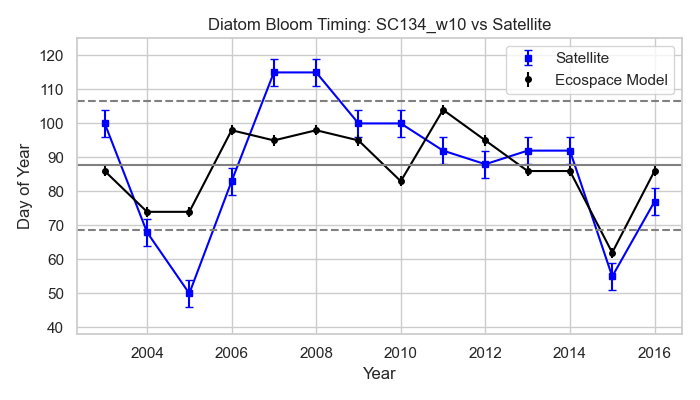 Diatom Bloom Timing: SC134_w10 vs Satellite
Satellite
Ecospace Model
120
110
100
90
80
70
60
50
40
Day of Year
2004 2006 2008 2010 2012 2014 2016
Year